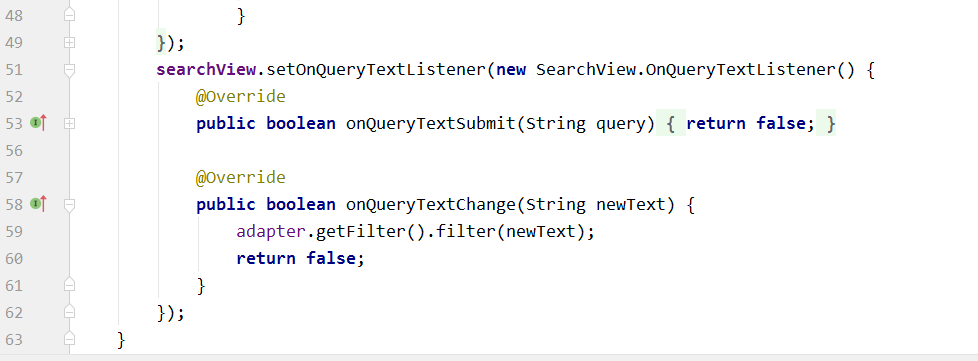 48                 }
49         });
51         searchView.setOnQueryTextListener(new SearchView.OnQueryTextListener() {
52             @Override
53             public boolean onQueryTextSubmit(String query) { return false; }
56
57             @Override
58             public boolean onQueryTextChange(String newText) {
59                 adapter.getFilter().filter(newText);
60                 return false;
61             }
62         });
63     }